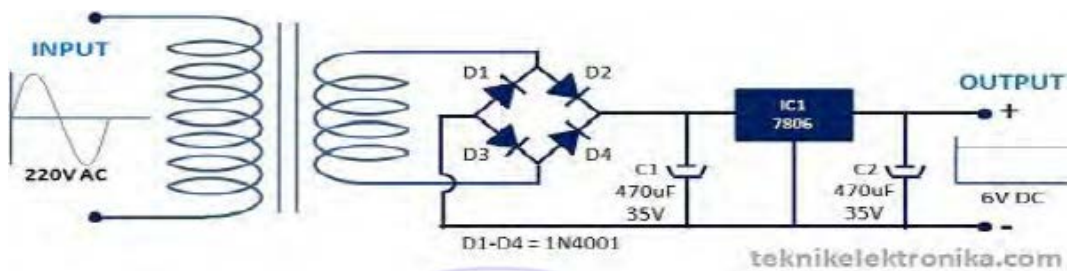 INPUT
220V AC
D1
D2
D3
D4
D1-D4 = 1N4001
C1
470uF
35V
IC1
7806
C2
470uF
35V
OUTPUT
+
6V DC
-
teknikelektronika.com